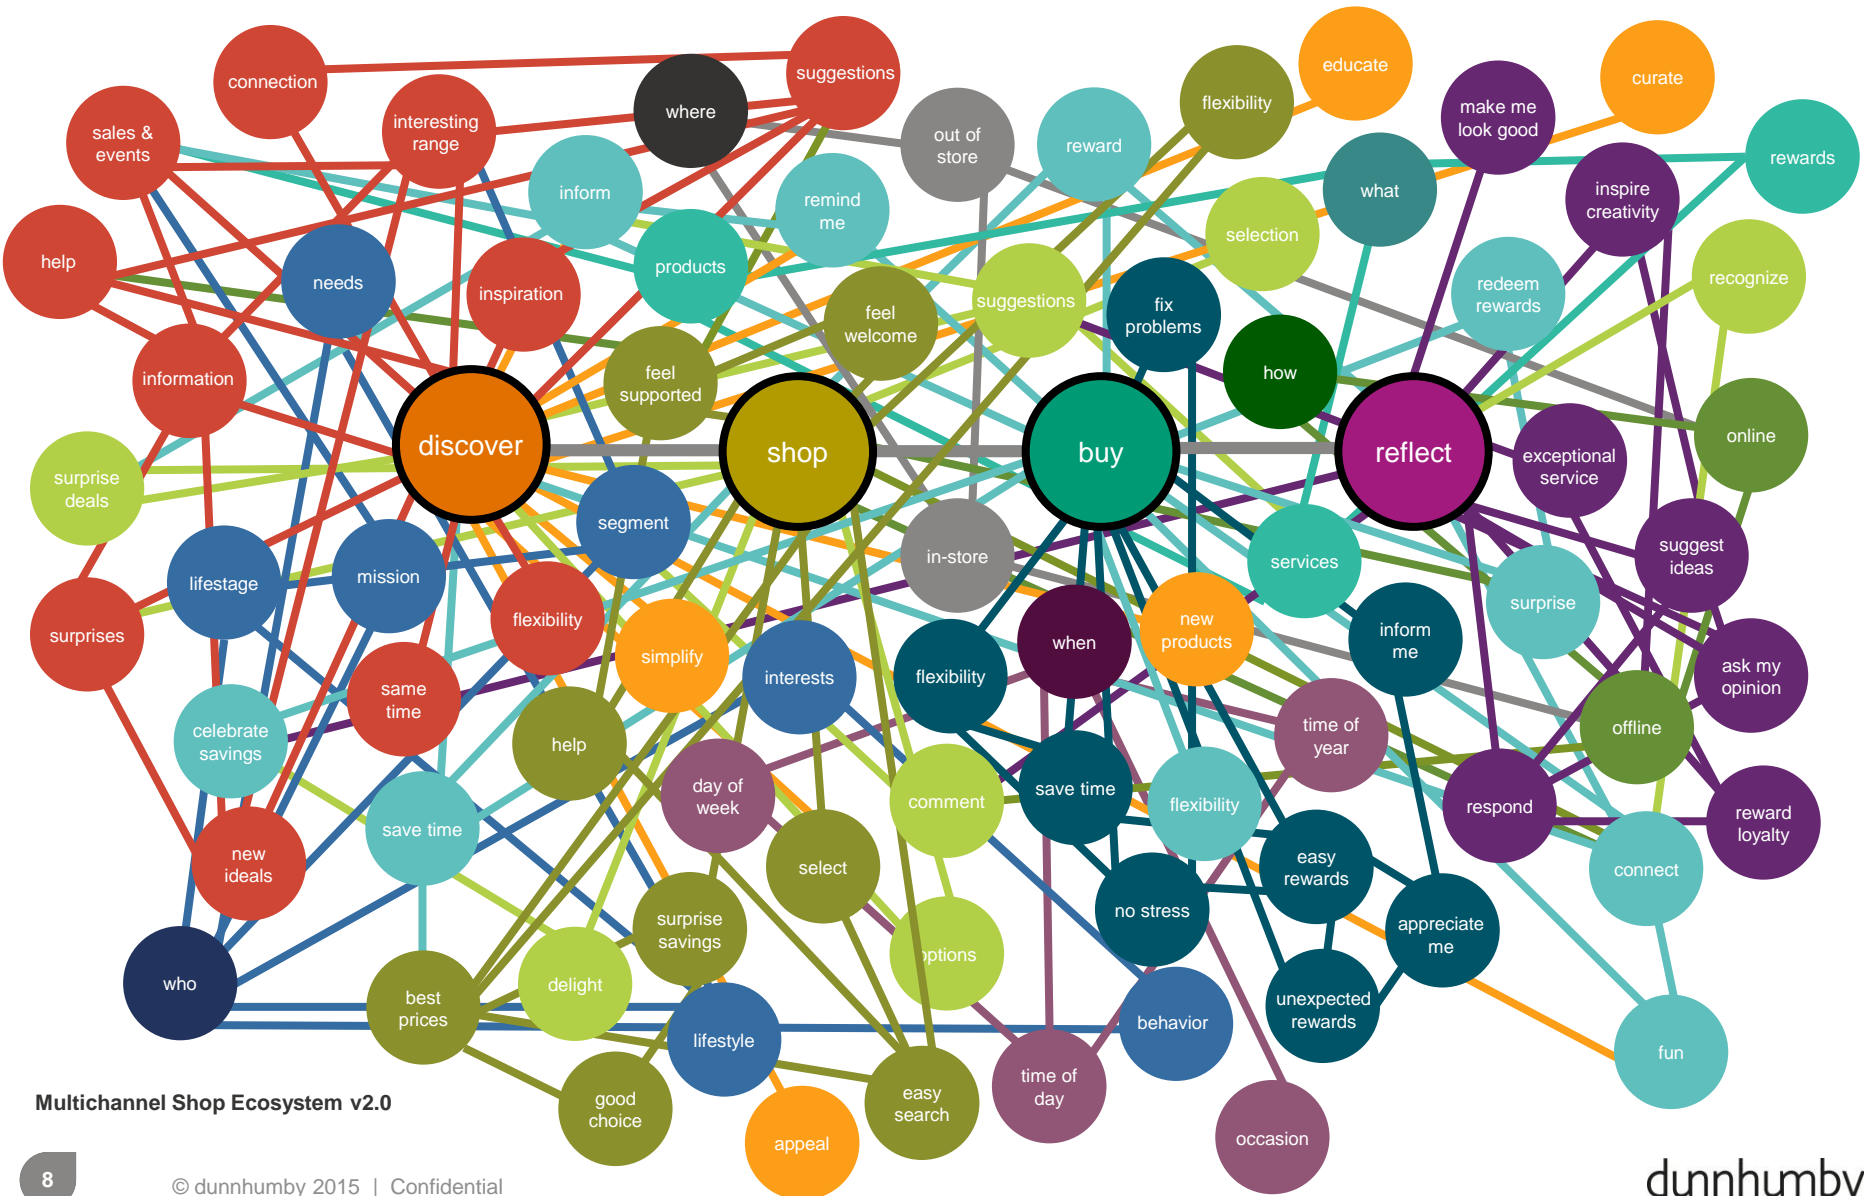 connection
suggestions
where
educate
curate
flexibility
make me
look good
sales &
events
interesting
range
out of
store
reward
rewards
inform
remind
me
what
inspire
creativity
help
needs
products
selection
recognize
inspiration
suggestions
fix
problems
redeem
rewards
feel
welcome
information
feel
supported
how
online
discover
shop
buy
reflect
exceptional
service
surprise
deals
segment
in-store
services
suggest
ideas
lifestage
mission
surprise
surprises
flexibility
simplify
when
new
products
inform
me
interests
flexibility
ask my
opinion
same
time
celebrate
savings
help
time of
year
offline
day of
week
save time
flexibility
comment
respond
reward
loyalty
save time
new
ideals
select
easy
rewards
connect
surprise
savings
no stress
appreciate
me
who
delight
options
best
prices
unexpected
rewards
lifestyle
behavior
fun
time of
day
good
choice
easy
search
appeal
occasion
Multichannel Shop Ecosystem v2.0
8
© dunnhumby 2015 | Confidential
dunnhumby